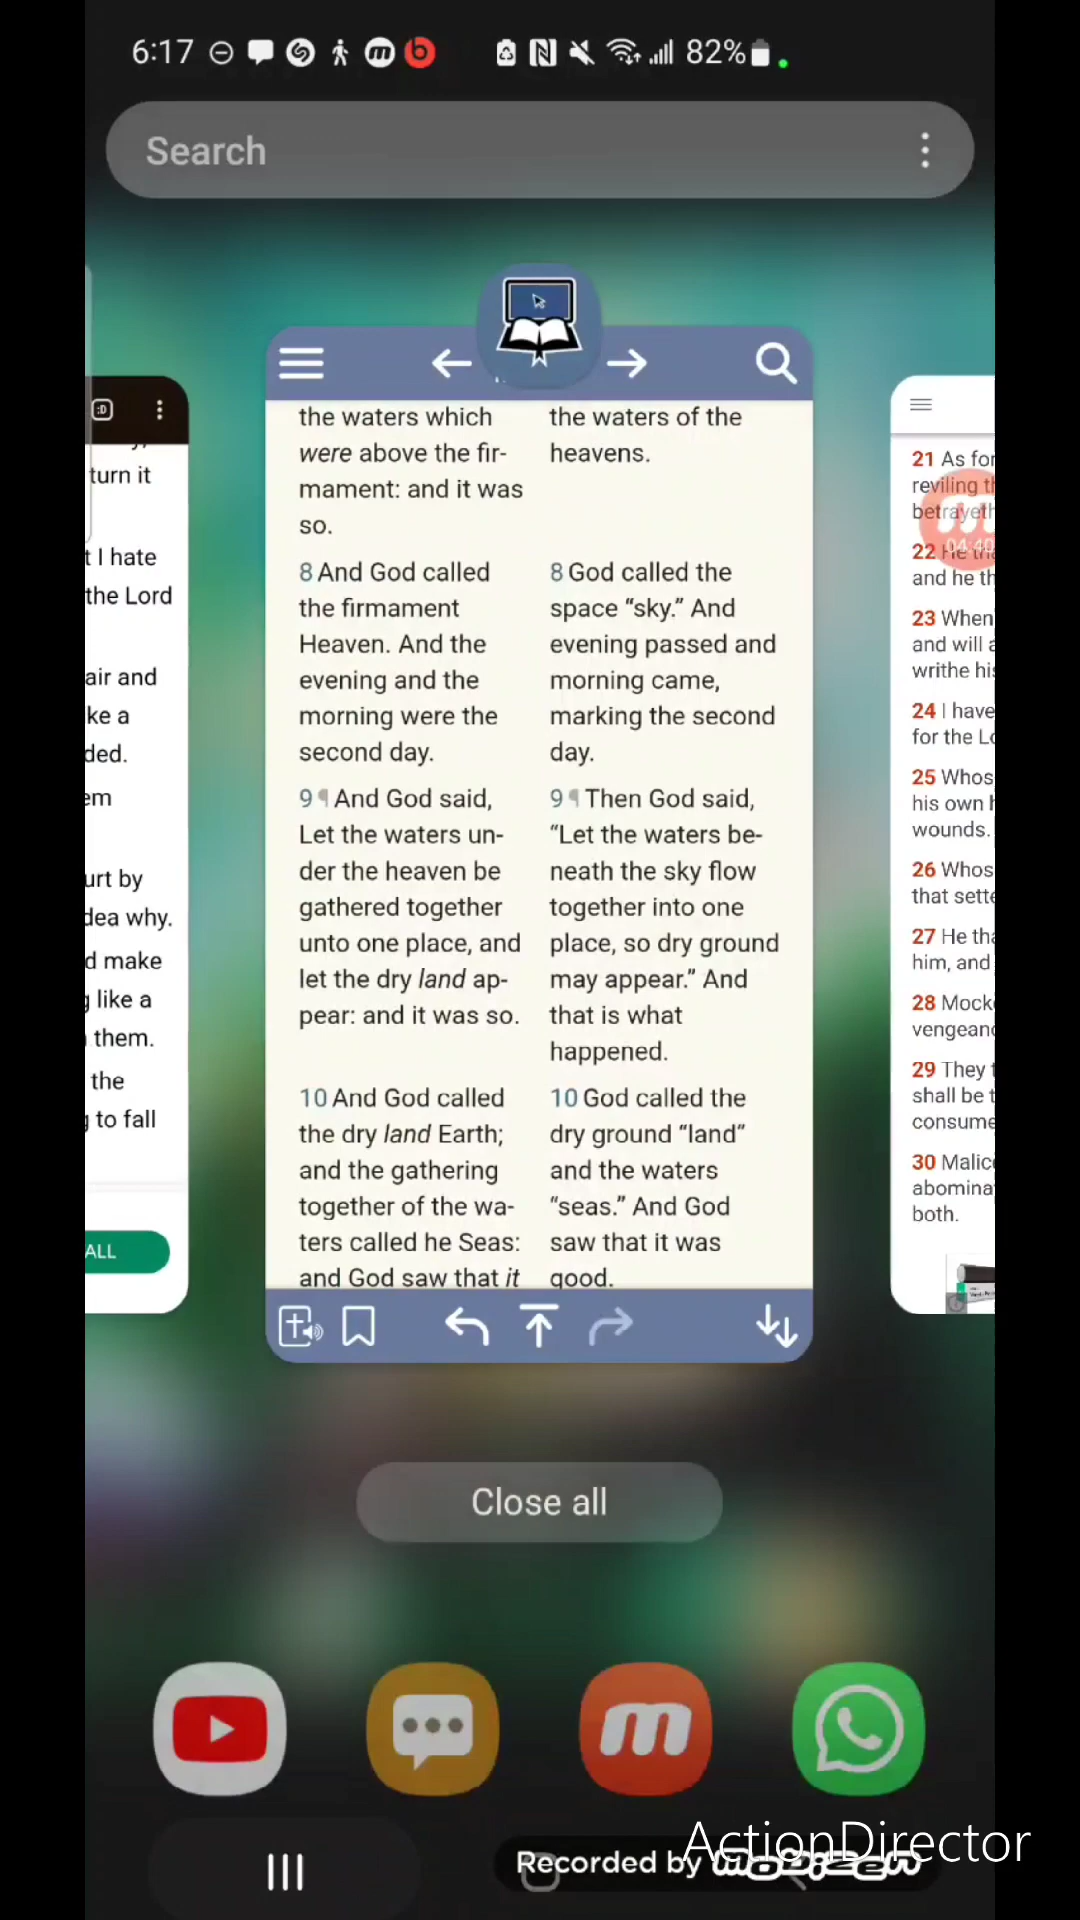 6:17
82%
Search
the waters which
were above the fir-
mament: and it was
so.
8 And God called
the firmament
Heaven. And the
evening and the
morning were the
second day.
9 ¶ And God said,
Let the waters un-
der the heaven be
gathered together
unto one place, and
let the dry land ap-
pear: and it was so.
10 And God called
the dry land Earth;
and the gathering
together of the wa-
ters called he Seas:
and God saw that it
the waters of the
heavens.
8 God called the
space “sky.” And
evening passed and
morning came,
marking the second
day.
9 ¶ Then God said,
“Let the waters be-
neath the sky flow
together into one
place, so dry ground
may appear.” And
that is what
happened.
10 God called the
dry ground “land”
and the waters
“seas.” And God
saw that it was
good.
:D
turn it
t I hate
the Lord
air and
ke a
ded.
em
urt by
dea why.
d make
g like a
them.
the
g to fall
ALL
21 As for
reviling th
betrayeth
04:40
22 He tha
and he th
23 When
and will a
writhe his
24 I have
for the Lo
25 Whos
his own h
wounds.
26 Whos
that sette
27 He tha
him, and
28 Mocke
vengeanc
29 They t
shall be t
consume
30 Malic
abomina
both.
Close all
ActionDirector
Recorded by mobizen